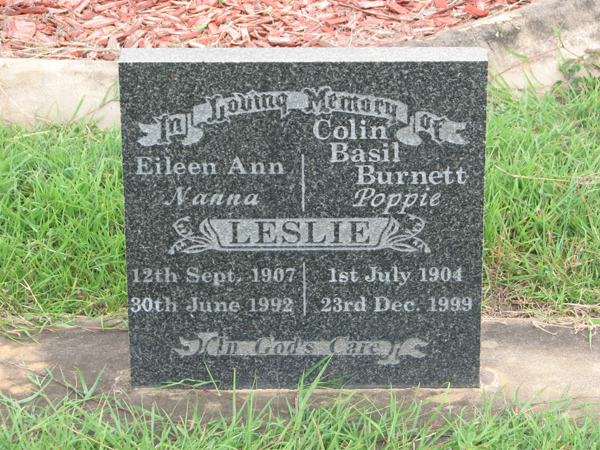 In Loving Memory of
Eileen Ann
Nanna
Colin
Basil
Burnett
Poppie
LESLIE
12th Sept. 1907
30th June 1992
1st July 1904
23rd Dec. 1999
In God's Care